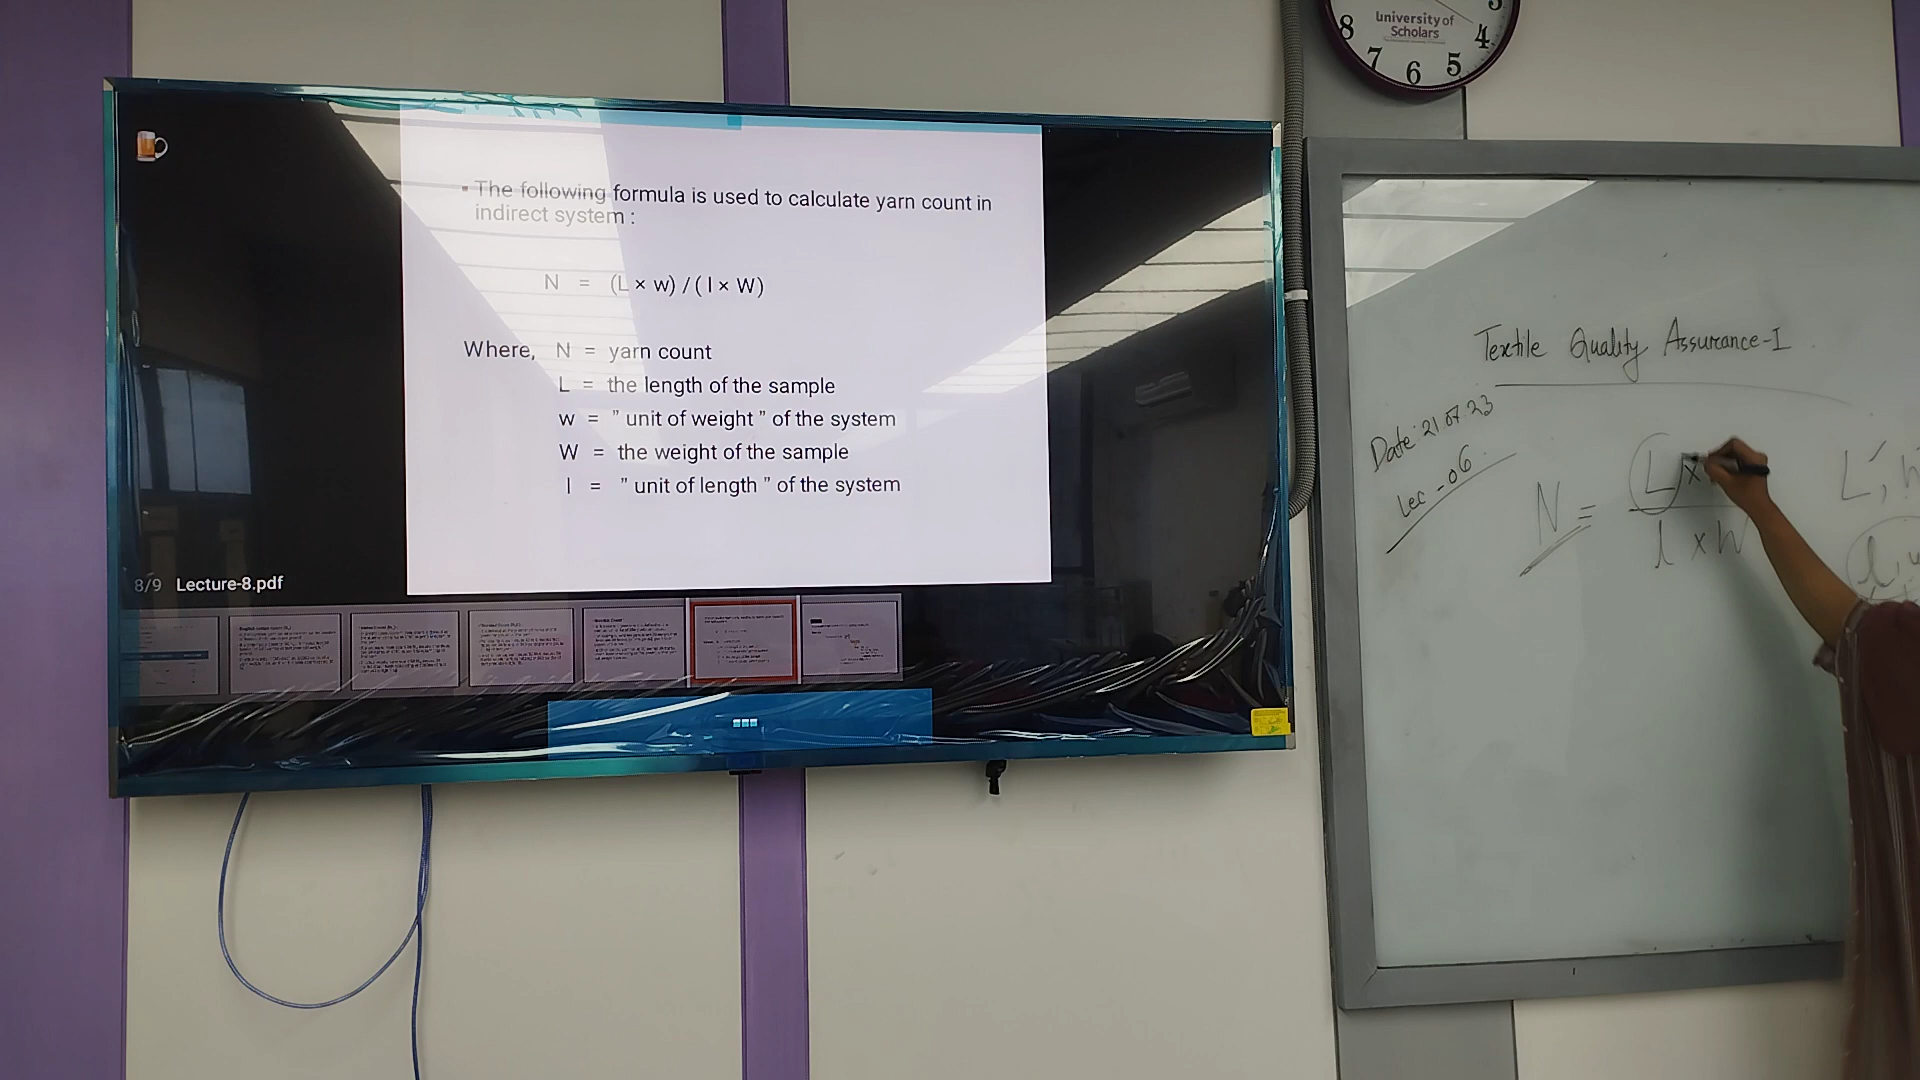 ▪ The following formula is used to calculate yarn count in
indirect system :
N = (L × w) / ( l × W)
Where, N = yarn count
L = the length of the sample
w = ” unit of weight ” of the system
W = the weight of the sample
l = ” unit of length ” of the system
8/9 Lecture-8.pdf
University of
Scholars
8 7 6 5 4 3
Textile Quality Assurance-I
Date: 21.07.23
Lec - 06
N = L ×
l × W
L,
l,